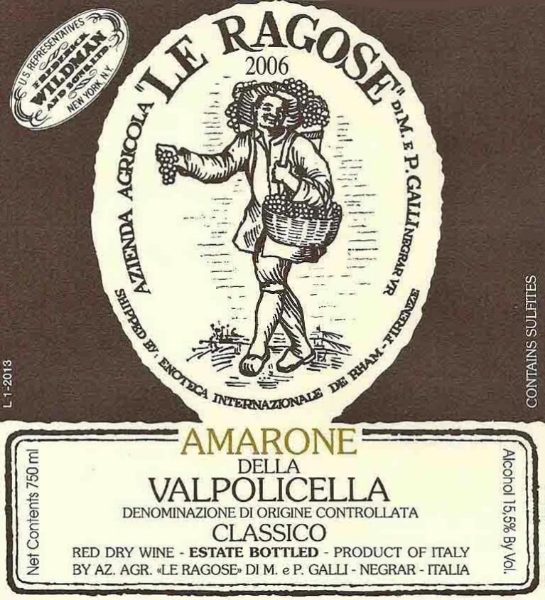 U.S. REPRESENTATIVES
FREDERICK
WILDMAN
AND SONS LTD.
NEW YORK N.Y.
AZIENDA AGRICOLA "LE RAGOSE" DI M. E P. GALLI NEGRAR VR
2006
SHIPPED BY: ENOTECA INTERNAZIONALE DE RHAM - FIRENZE
L 1-2013
CONTAINS SULFITES
AMARONE
DELLA
VALPOLICELLA
DENOMINAZIONE DI ORIGINE CONTROLLATA
CLASSICO
RED DRY WINE - ESTATE BOTTLED - PRODUCT OF ITALY
BY AZ. AGR. «LE RAGOSE» DI M. e P. GALLI - NEGRAR - ITALIA
Net Contents 750 ml
Alcohol 15,5% By Vol.